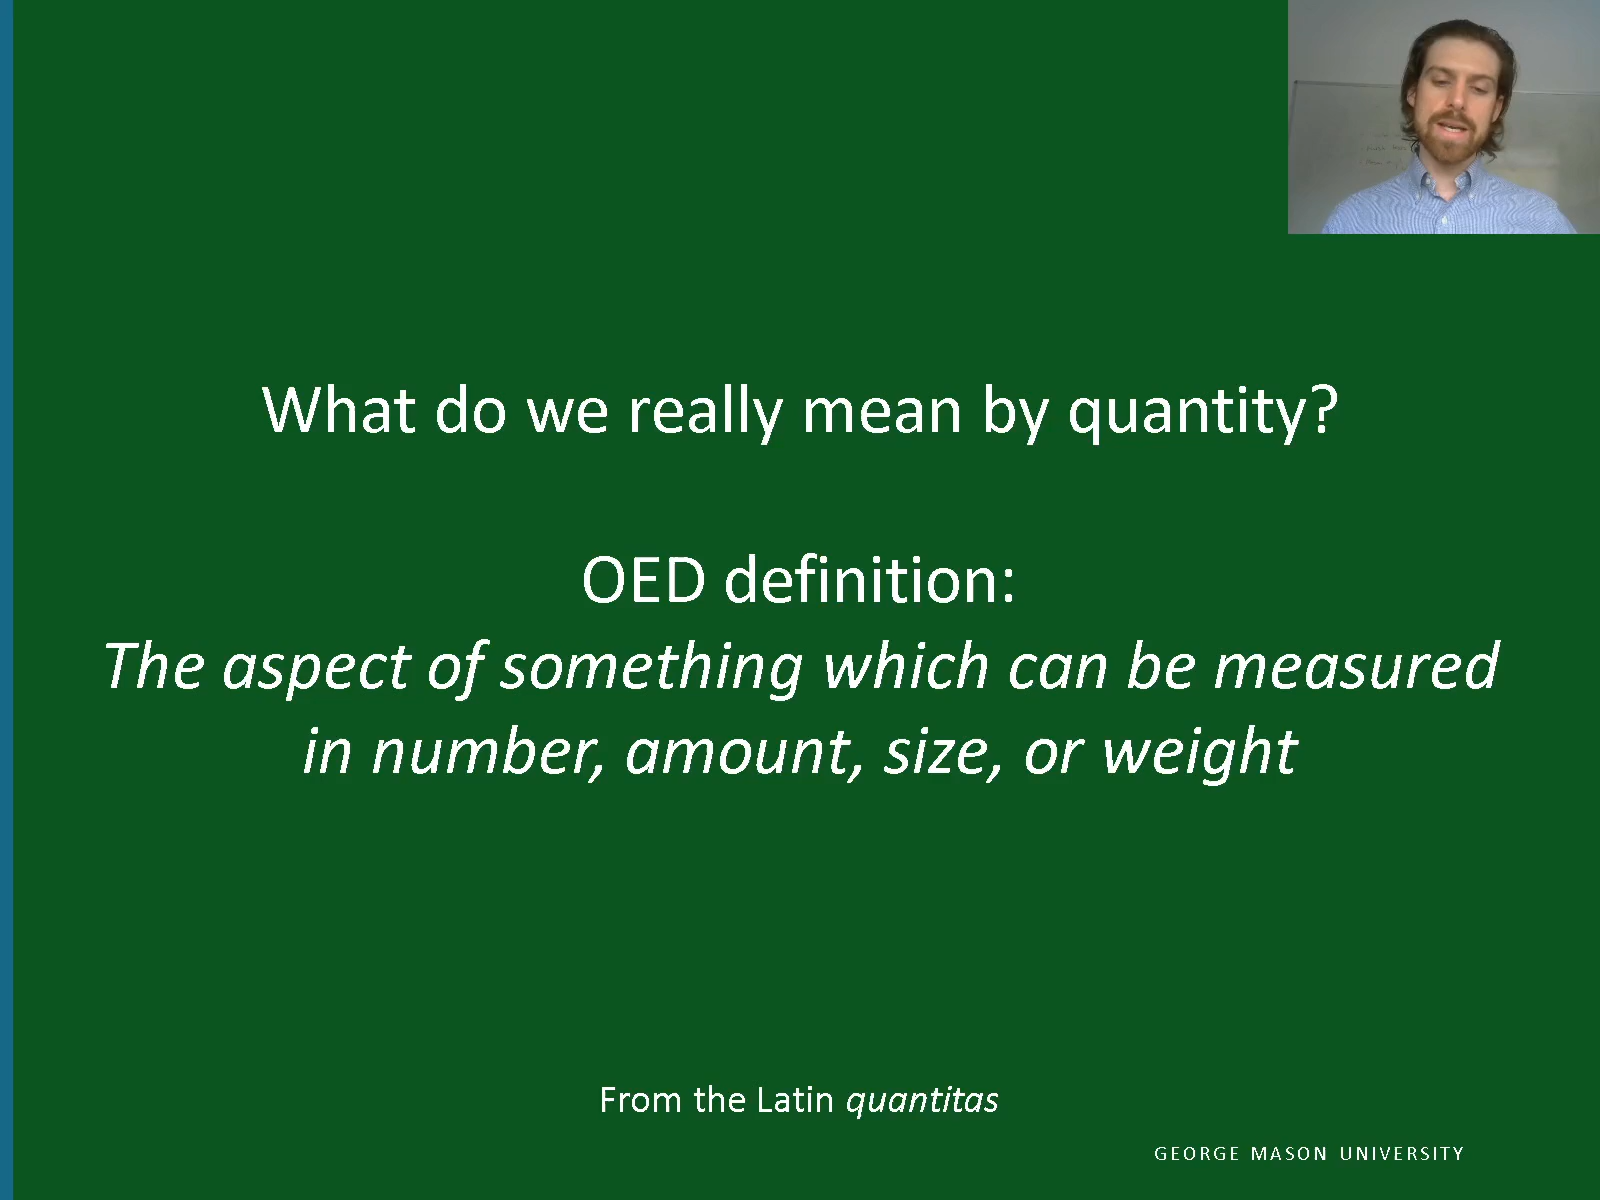 What do we really mean by quantity?
OED definition:
The aspect of something which can be measured
in number, amount, size, or weight
From the Latin quantitas
GEORGE MASON UNIVERSITY